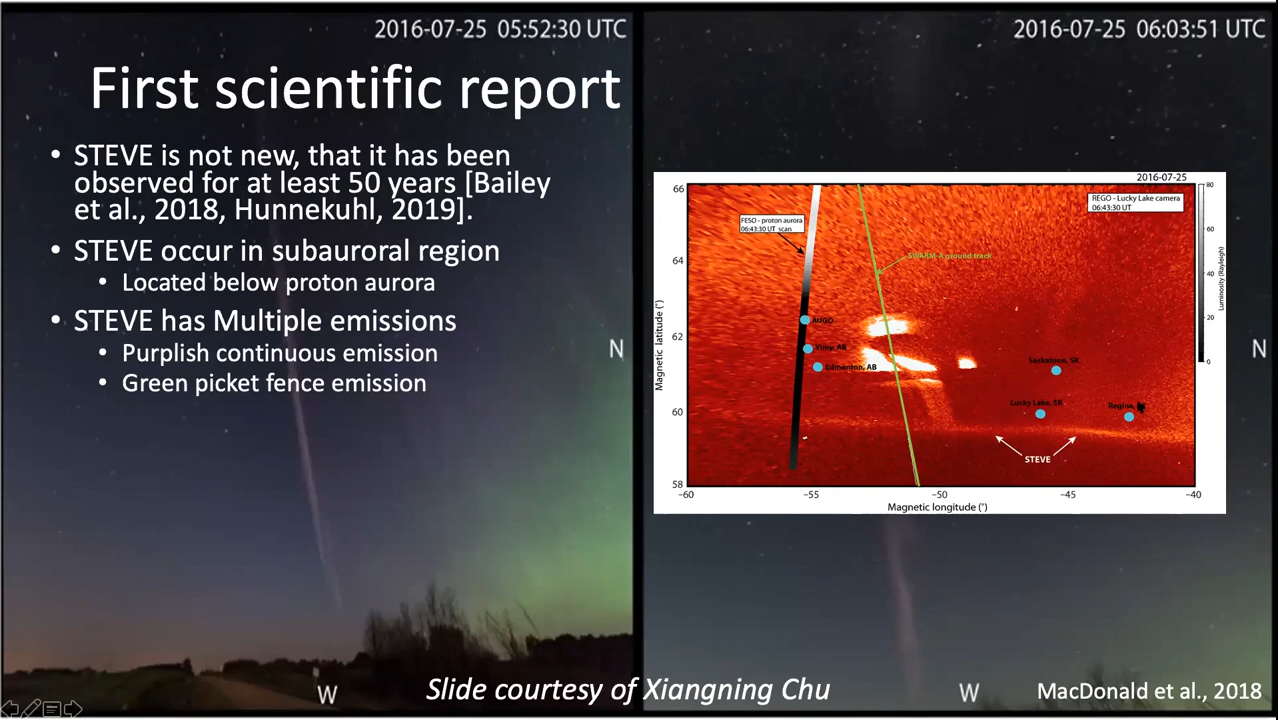 2016-07-25 05:52:30 UTC
2016-07-25 06:03:51 UTC
First scientific report
• STEVE is not new, that it has been
observed for at least 50 years [Bailey
et al., 2018, Hunnekuhl, 2019].
• STEVE occur in subauroral region
• Located below proton aurora
• STEVE has Multiple emissions
• Purplish continuous emission
• Green picket fence emission
N
W
2016-07-25
REGO - Lucky Lake camera
06:43:30 UT
FESO - proton aurora
06:43:30 UT scan
SWARM-A ground track
AUGO
Vimy, AB
Edmonton, AB
Saskatoon, SK
Lucky Lake, SK
Regina,
STEVE
66
64
62
60
58
Magnetic latitude (°)
−60
−55
−50
−45
−40
Magnetic longitude (°)
80
60
40
20
0
Luminosity (Rayleigh)
N
W
Slide courtesy of Xiangning Chu
MacDonald et al., 2018